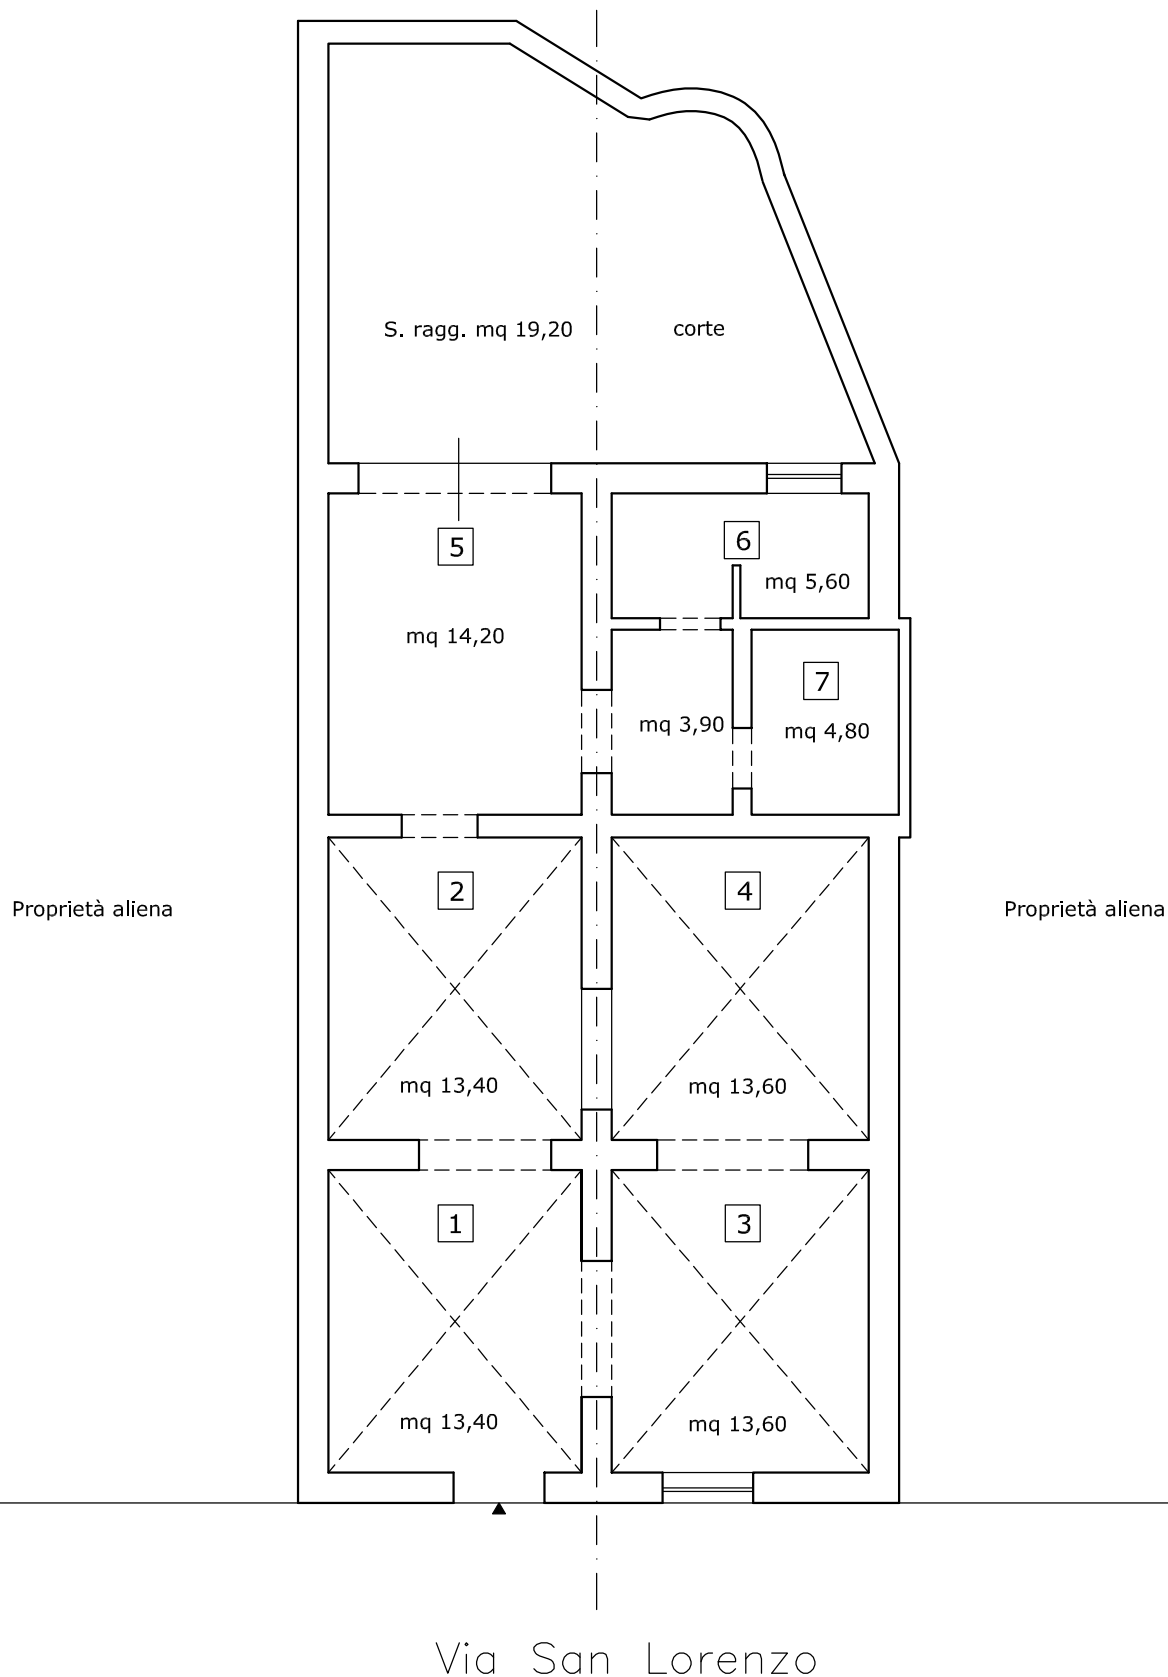 S. ragg. mq 19,20
corte
5
6
mq 5,60
mq 14,20
7
mq 3,90
mq 4,80
2
4
Proprietà aliena
Proprietà aliena
mq 13,40
mq 13,60
1
3
mq 13,40
mq 13,60
Via San Lorenzo